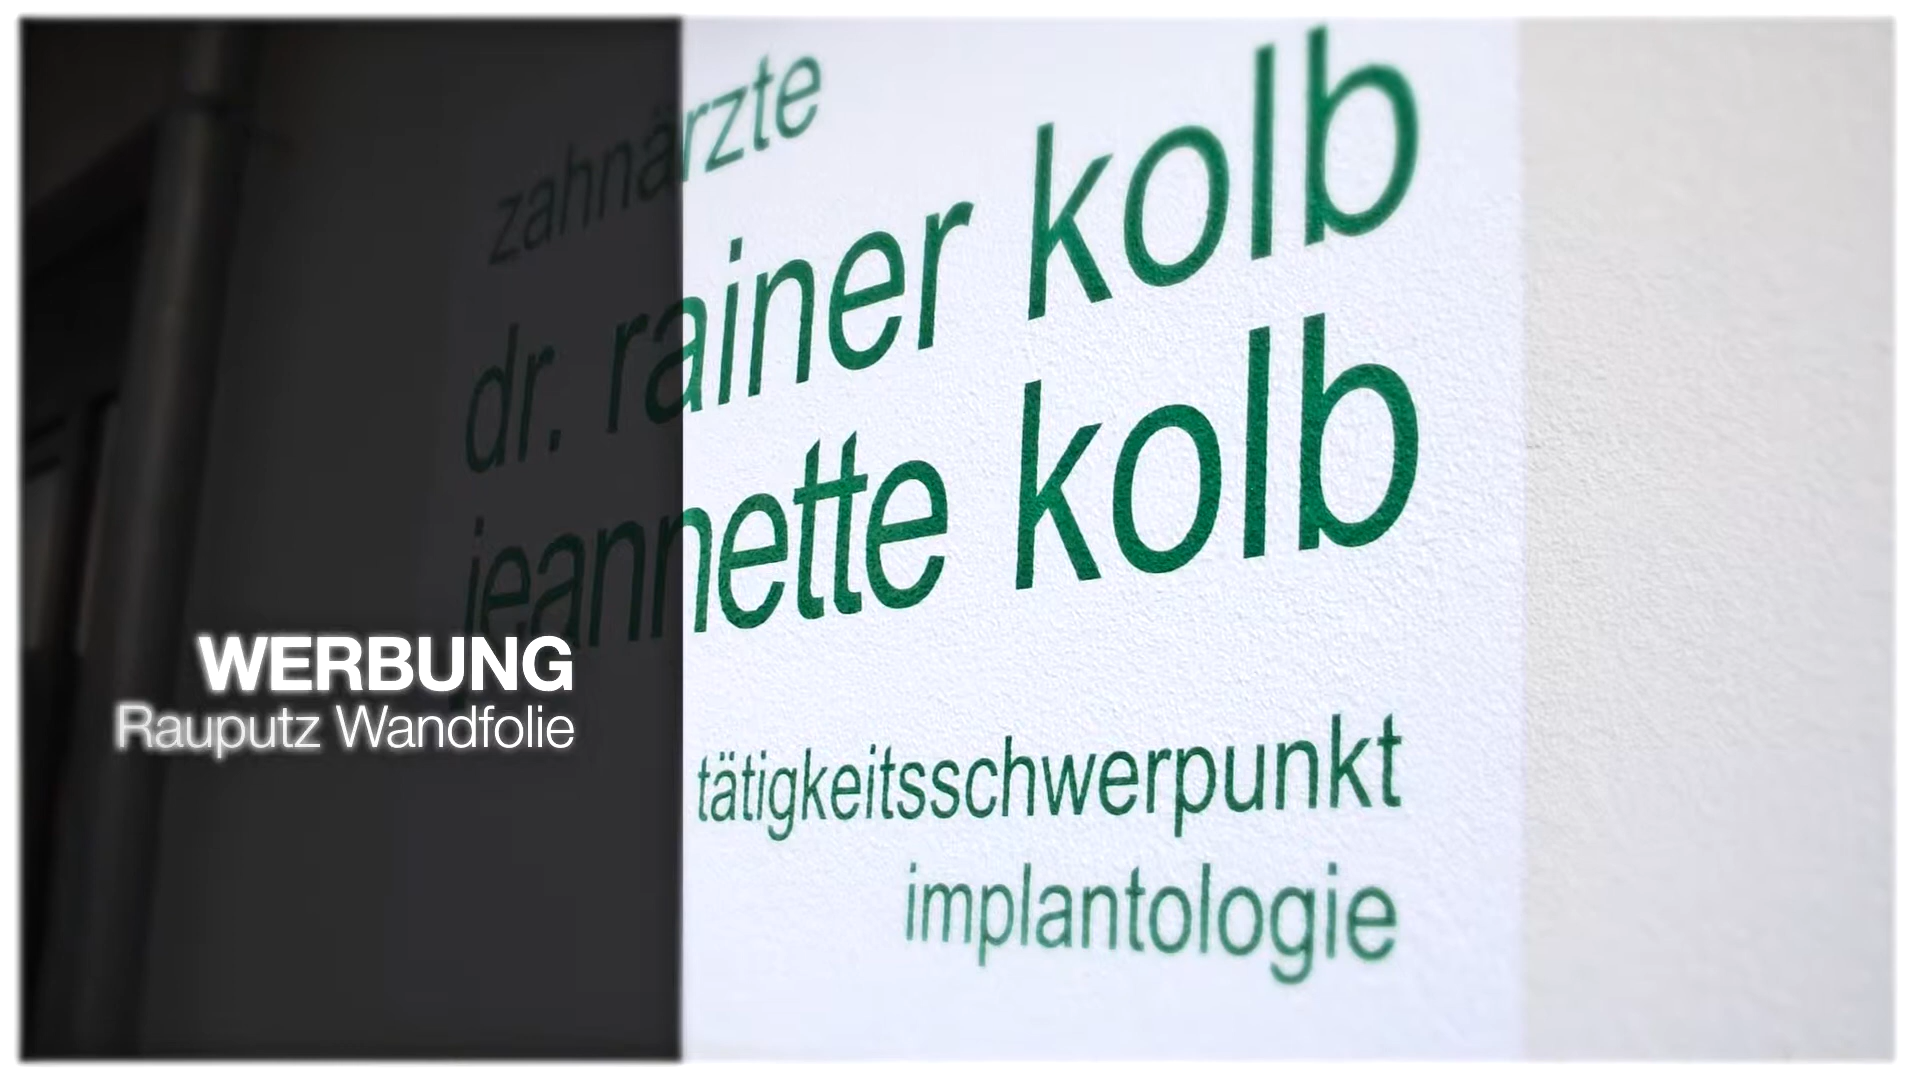 zahnärzte
dr. rainer kolb
jeannette kolb
WERBUNG
Rauputz Wandfolie
tätigkeitsschwerpunkt
implantologie